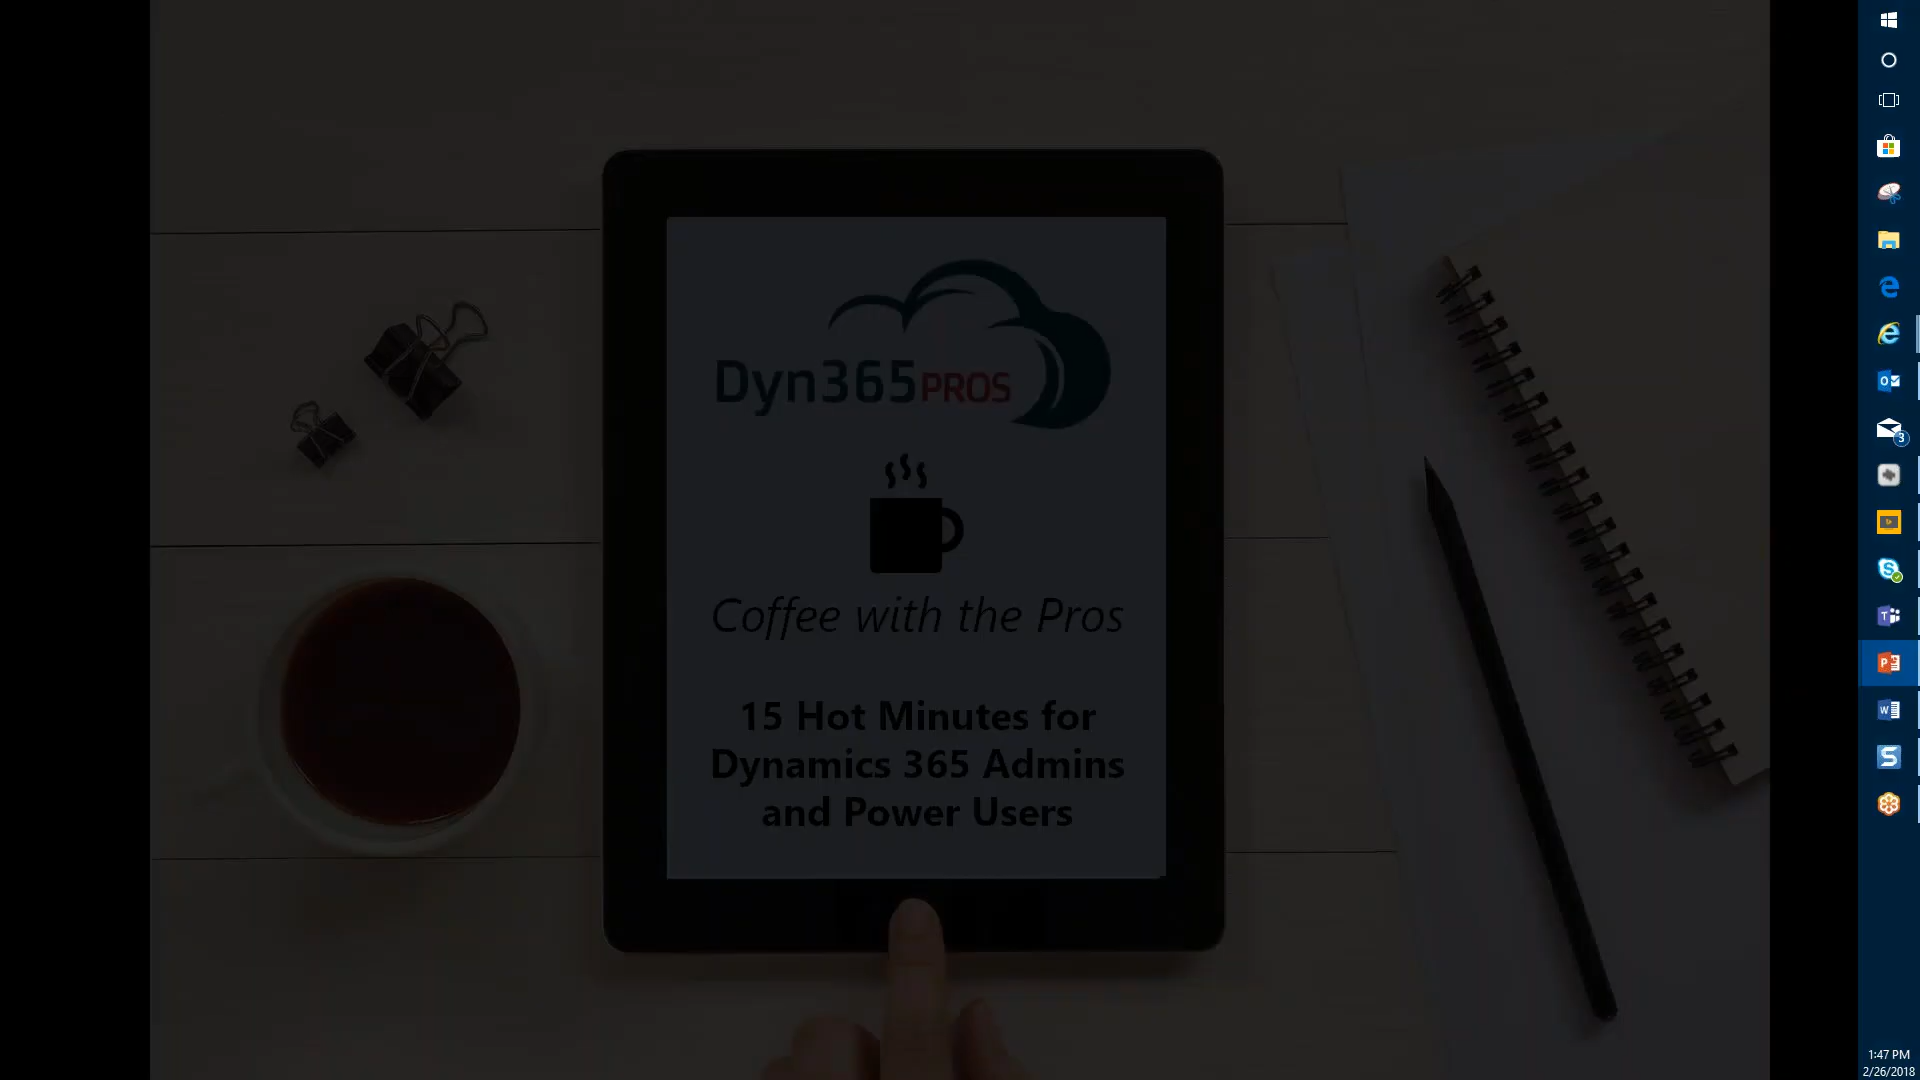 Dyn365PROS
Coffee with the Pros
15 Hot Minutes for
Dynamics 365 Admins
and Power Users
3
1:47 PM
2/26/2018